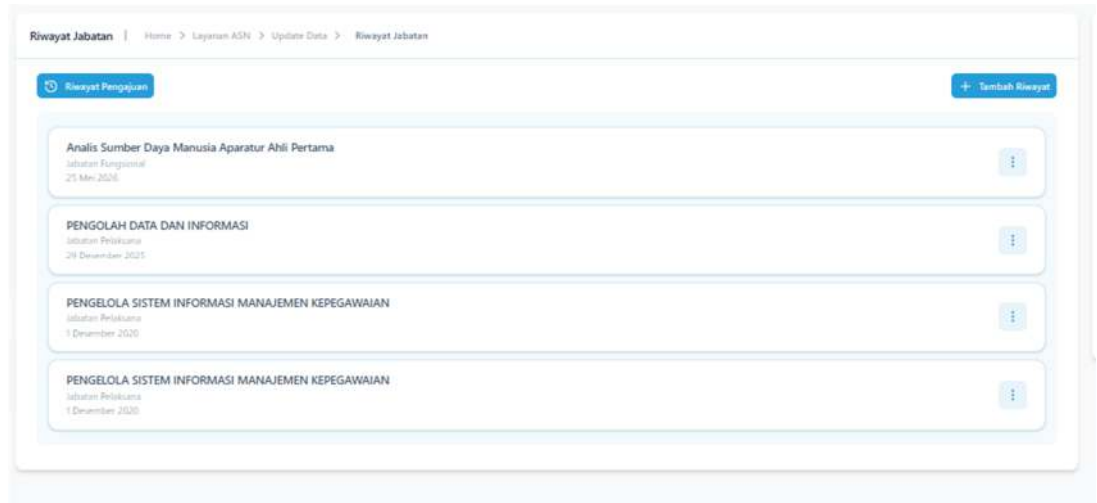 Riwayat Jabatan | Home > Layanan ASN > Update Data > Riwayat Jabatan
Riwayat Pengajuan
+ Tambah Riwayat
Analis Sumber Daya Manusia Aparatur Ahli Pertama
Jabatan Fungsional
25 Mei 2026
PENGOLAH DATA DAN INFORMASI
Jabatan Pelaksana
29 Desember 2025
PENGELOLA SISTEM INFORMASI MANAJEMEN KEPEGAWAIAN
Jabatan Pelaksana
1 Desember 2020
PENGELOLA SISTEM INFORMASI MANAJEMEN KEPEGAWAIAN
Jabatan Pelaksana
1 Desember 2020